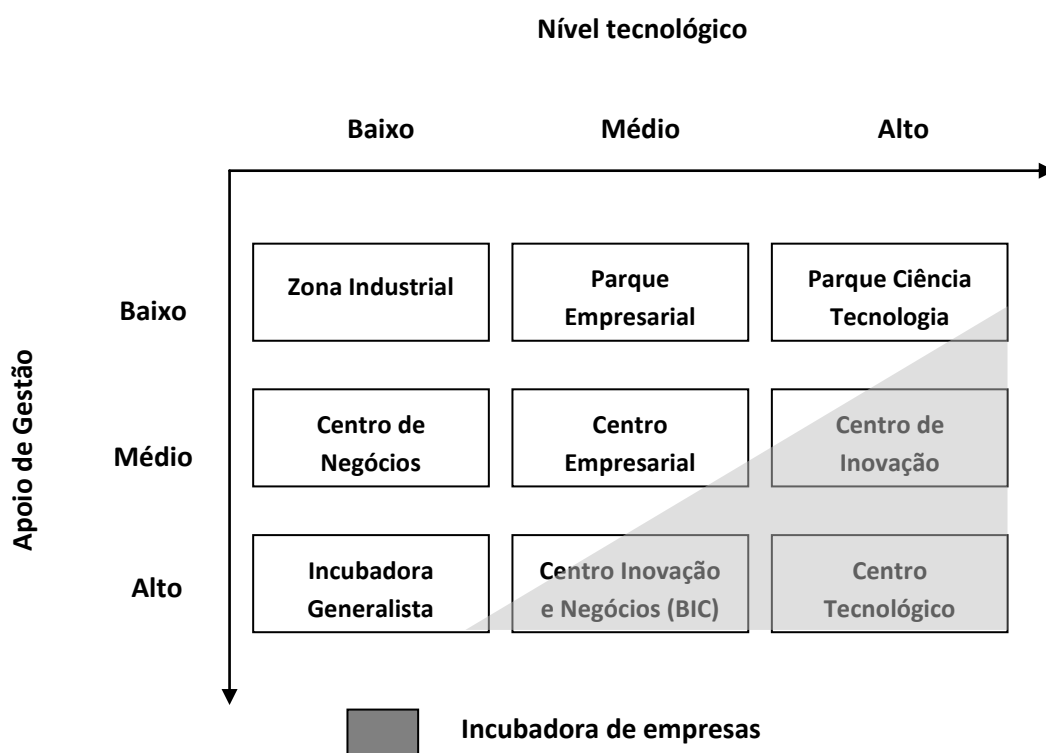 Nível tecnológico
Baixo
Médio
Alto
Apoio de Gestão
Baixo
Zona Industrial
Parque
Empresarial
Parque Ciência
Tecnologia
Médio
Centro de
Negócios
Centro
Empresarial
Centro de
Inovação
Alto
Incubadora
Generalista
Centro Inovação
e Negócios (BIC)
Centro
Tecnológico
Incubadora de empresas